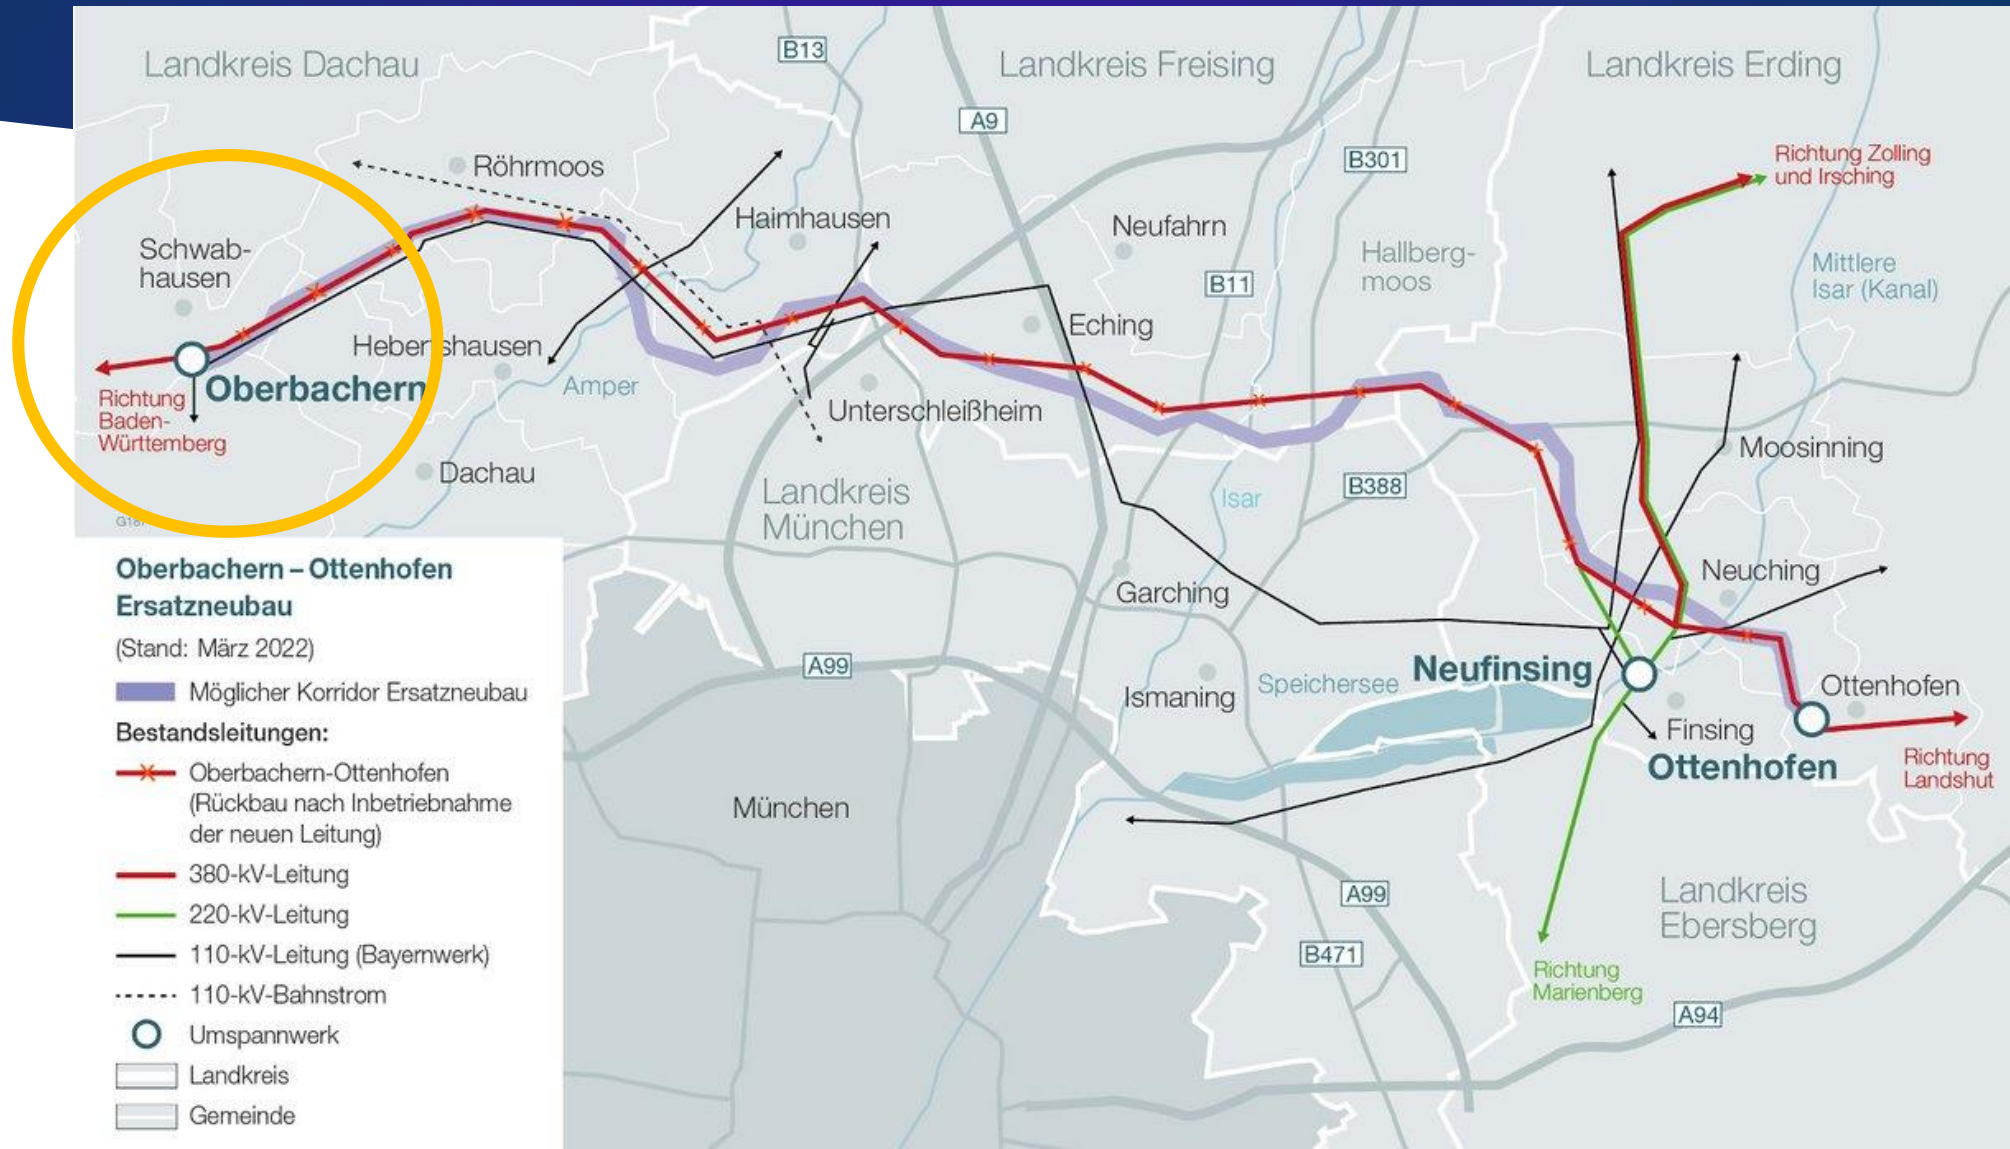 Landkreis Dachau
B13
Landkreis Freising
Landkreis Erding
A9
Röhrmoos
B301
Richtung Zolling
und Irsching
Haimhausen
Neufahrn
Schwab-
hausen
Hallberg-
moos
B11
Mittlere
Isar (Kanal)
Hebertshausen
Eching
Oberbachern
Amper
Richtung
Baden-
Württemberg
Unterschleißheim
Dachau
Moosinning
Landkreis
München
Isar
B388
Garching
Neuching
Neufinsing
Ismaning
Speichersee
Ottenhofen
Finsing
Ottenhofen
Richtung
Landshut
A99
München
A99
Landkreis
Ebersberg
B471
Richtung
Marienberg
A94
Oberbachern – Ottenhofen
Ersatzneubau
(Stand: März 2022)
Möglicher Korridor Ersatzneubau
Bestandsleitungen:
Oberbachern-Ottenhofen
(Rückbau nach Inbetriebnahme
der neuen Leitung)
380-kV-Leitung
220-kV-Leitung
110-kV-Leitung (Bayernwerk)
110-kV-Bahnstrom
Umspannwerk
Landkreis
Gemeinde